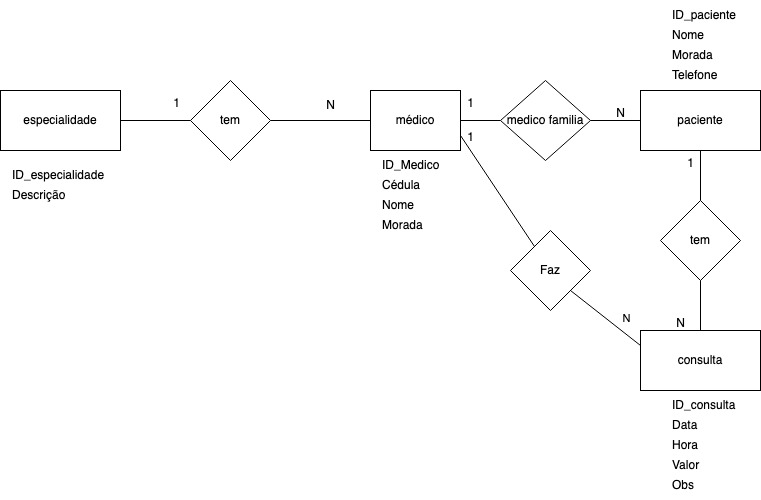 ID_paciente
Nome
Morada
Telefone
especialidade
1
tem
N
médico
1
medico familia
N
paciente
1
1
ID_especialidade
Descrição
ID_Medico
Cédula
Nome
Morada
tem
Faz
N
N
consulta
ID_consulta
Data
Hora
Valor
Obs